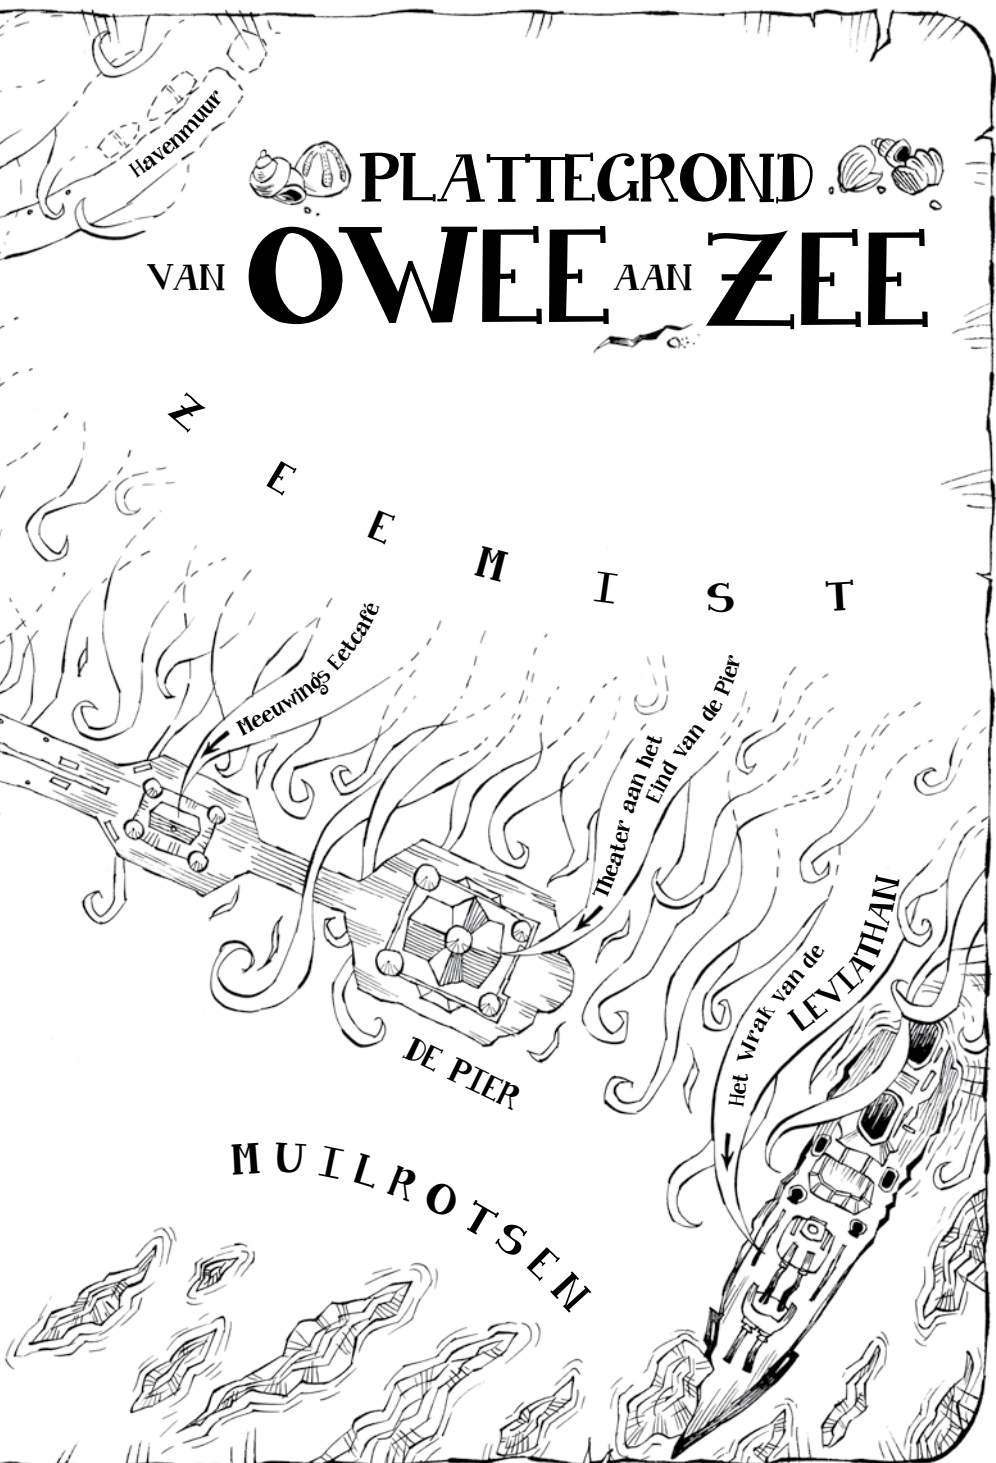 Havenmuur
PLATTEGROND
VAN OWEE AAN ZEE
ZEEMIST
Meeuwings Eetcafé
Theater aan het
Eind van de Pier
Het Wrak van de
LEVIATHAN
DE PIER
MUILROTSEN